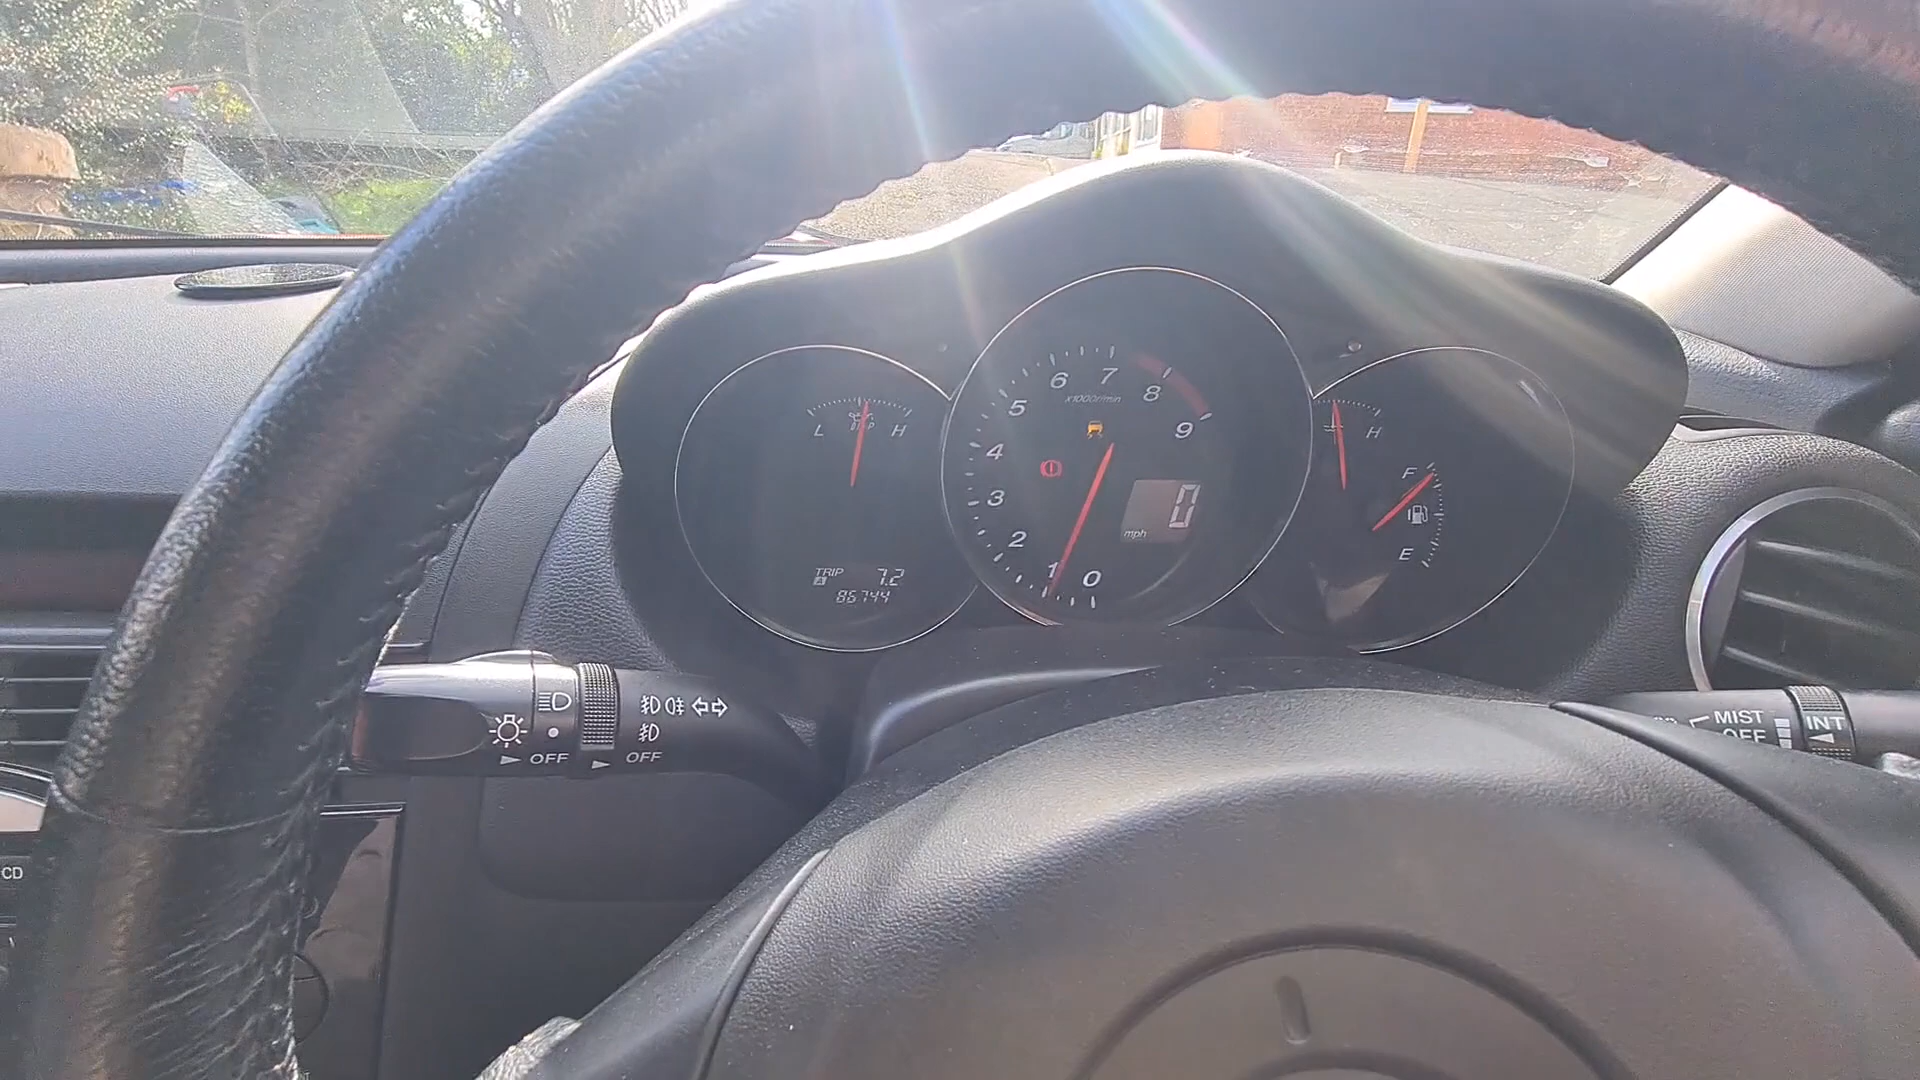 L H
TRIP 7.2
A
86744
0 1 2 3 4 5 6 7 8 9
x1000r/min
0
mph
H
F
E
OFF OFF
MIST
OFF
INT
CD